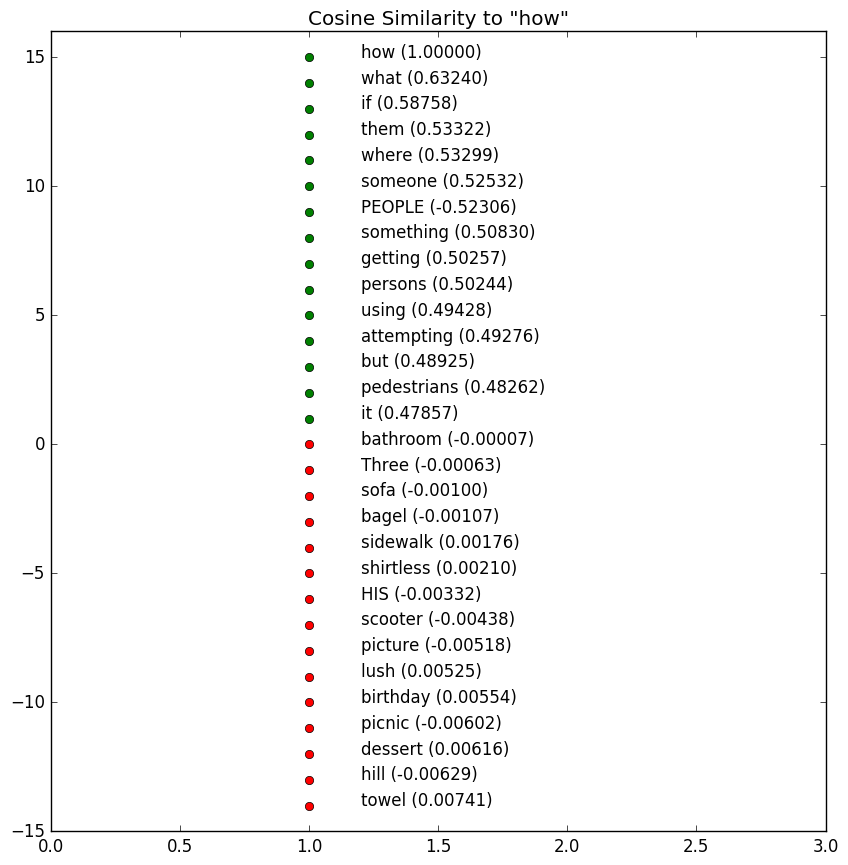 Cosine Similarity to "how"
15
10
5
0
−5
−10
−15
how (1.00000)
what (0.63240)
if (0.58758)
them (0.53322)
where (0.53299)
someone (0.52532)
PEOPLE (-0.52306)
something (0.50830)
getting (0.50257)
persons (0.50244)
using (0.49428)
attempting (0.49276)
but (0.48925)
pedestrians (0.48262)
it (0.47857)
bathroom (-0.00007)
Three (-0.00063)
sofa (-0.00100)
bagel (-0.00107)
sidewalk (0.00176)
shirtless (0.00210)
HIS (-0.00332)
scooter (-0.00438)
picture (-0.00518)
lush (0.00525)
birthday (0.00554)
picnic (-0.00602)
dessert (0.00616)
hill (-0.00629)
towel (0.00741)
0.0 0.5 1.0 1.5 2.0 2.5 3.0